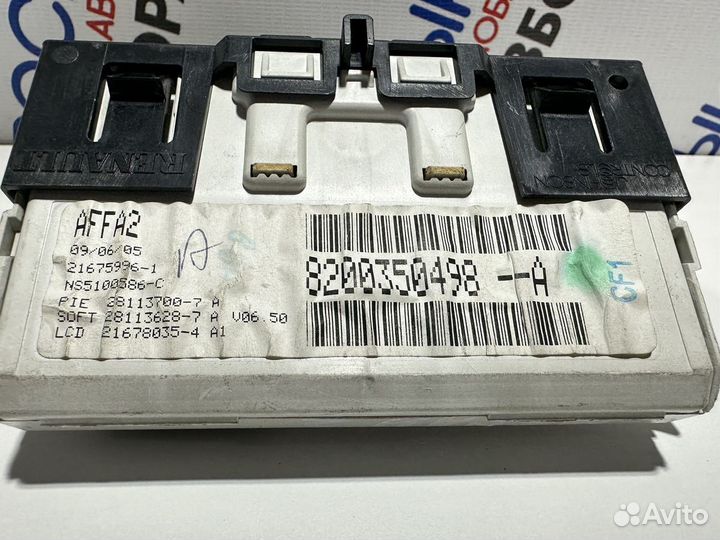 RENAULT
AFFA2
09/06/05
21675996-1
NS5100586-C
PIE 28113700-7 A
SOFT 28113628-7 A V06.50
LCD 21678035-4 A1
8200350498--A
CF1
Avito